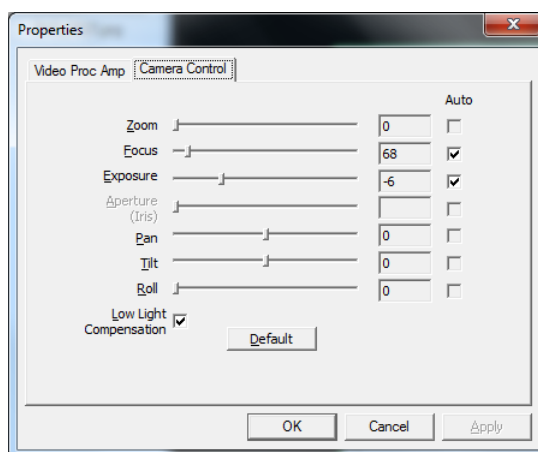 Properties
Video Proc Amp
Camera Control
Auto
Zoom 0
Focus 68
Exposure -6
Aperture
(Iris)
Pan 0
Tilt 0
Roll 0
Low Light
Compensation
Default
OK Cancel Apply